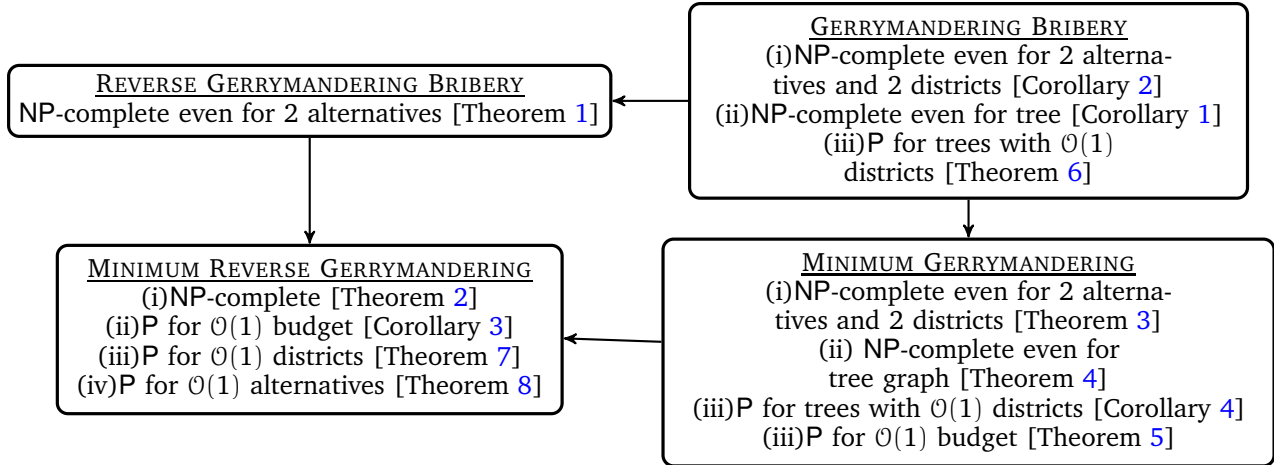 REVERSE GERRYMANDERING BRIBERY
NP-complete even for 2 alternatives [Theorem 1]
GERRYMANDERING BRIBERY
(i)NP-complete even for 2 alterna-
tives and 2 districts [Corollary 2]
(ii)NP-complete even for tree [Corollary 1]
(iii)P for trees with 𝒪(1)
districts [Theorem 6]
MINIMUM REVERSE GERRYMANDERING
(i)NP-complete [Theorem 2]
(ii)P for 𝒪(1) budget [Corollary 3]
(iii)P for 𝒪(1) districts [Theorem 7]
(iv)P for 𝒪(1) alternatives [Theorem 8]
MINIMUM GERRYMANDERING
(i)NP-complete even for 2 alterna-
tives and 2 districts [Theorem 3]
(ii) NP-complete even for
tree graph [Theorem 4]
(iii)P for trees with 𝒪(1) districts [Corollary 4]
(iii)P for 𝒪(1) budget [Theorem 5]